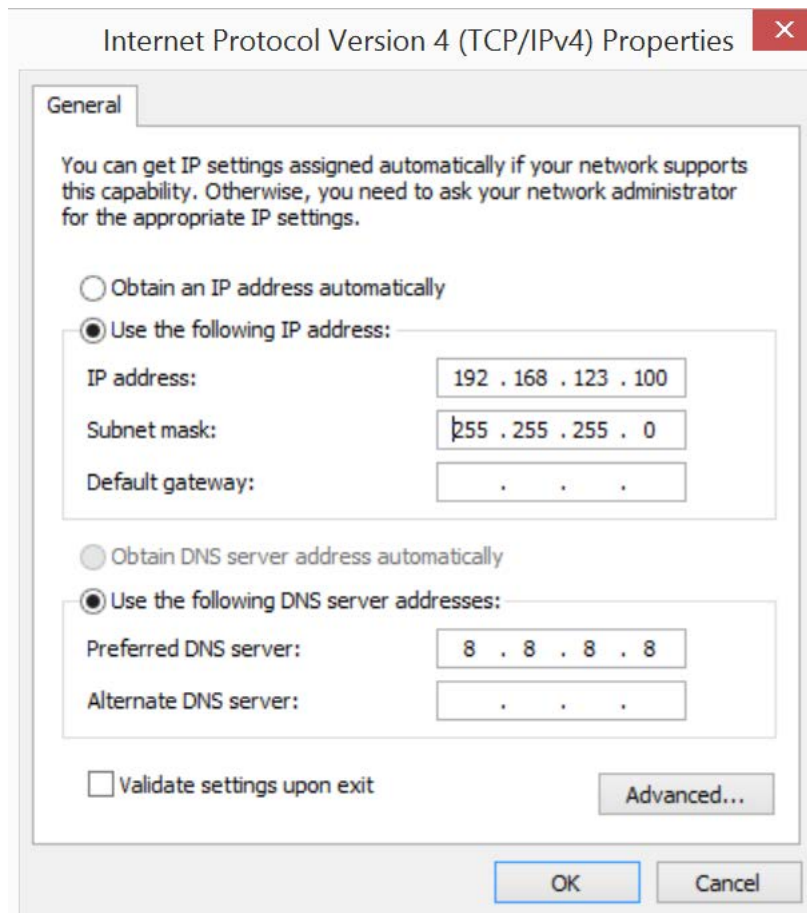 Internet Protocol Version 4 (TCP/IPv4) Properties
General
You can get IP settings assigned automatically if your network supports
this capability. Otherwise, you need to ask your network administrator
for the appropriate IP settings.
Obtain an IP address automatically
Use the following IP address:
IP address: 192 . 168 . 123 . 100
Subnet mask: 255 . 255 . 255 . 0
Default gateway: . . .
Obtain DNS server address automatically
Use the following DNS server addresses:
Preferred DNS server: 8 . 8 . 8 . 8
Alternate DNS server: . . .
Validate settings upon exit
Advanced...
OK Cancel